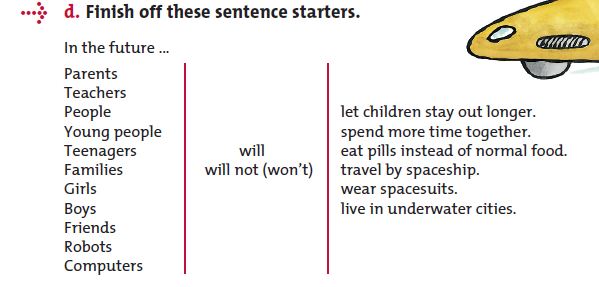 d. Finish off these sentence starters.
In the future ...
Parents
Teachers
People
Young people
Teenagers
Families
Girls
Boys
Friends
Robots
Computers
will
will not (won't)
let children stay out longer.
spend more time together.
eat pills instead of normal food.
travel by spaceship.
wear spacesuits.
live in underwater cities.